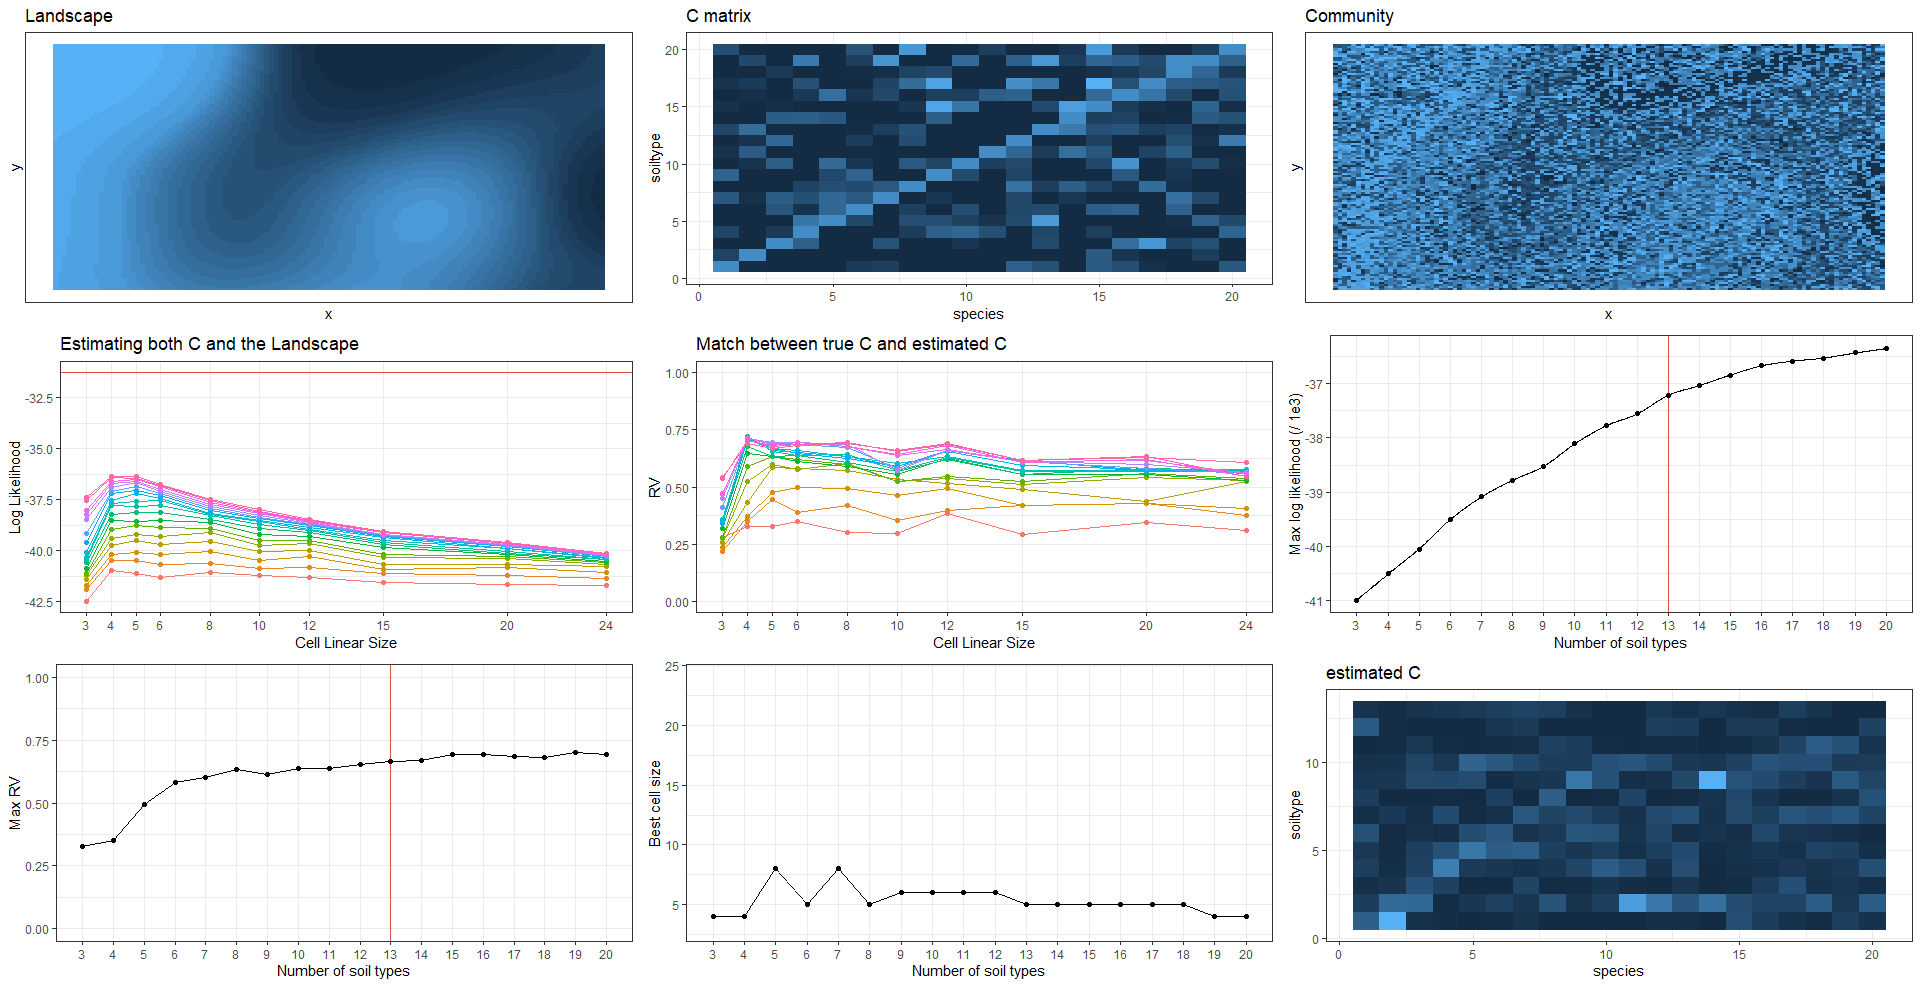 Landscape
C matrix
Community
y
x
soiltype
20
15
10
5
0
0 5 10 15 20
species
y
x
Estimating both C and the Landscape
Log Likelihood
-32.5
-35.0
-37.5
-40.0
-42.5
3 4 5 6 8 10 12 15 20 24
Cell Linear Size
Match between true C and estimated C
RV
1.00
0.75
0.50
0.25
0.00
3 4 5 6 8 10 12 15 20 24
Cell Linear Size
Max log likelihood (/ 1e3)
-37
-38
-39
-40
-41
3 4 5 6 7 8 9 10 11 12 13 14 15 16 17 18 19 20
Number of soil types
Max RV
1.00
0.75
0.50
0.25
0.00
3 4 5 6 7 8 9 10 11 12 13 14 15 16 17 18 19 20
Number of soil types
Best cell size
25
20
15
10
5
3 4 5 6 7 8 9 10 11 12 13 14 15 16 17 18 19 20
Number of soil types
estimated C
soiltype
10
5
0
0 5 10 15 20
species